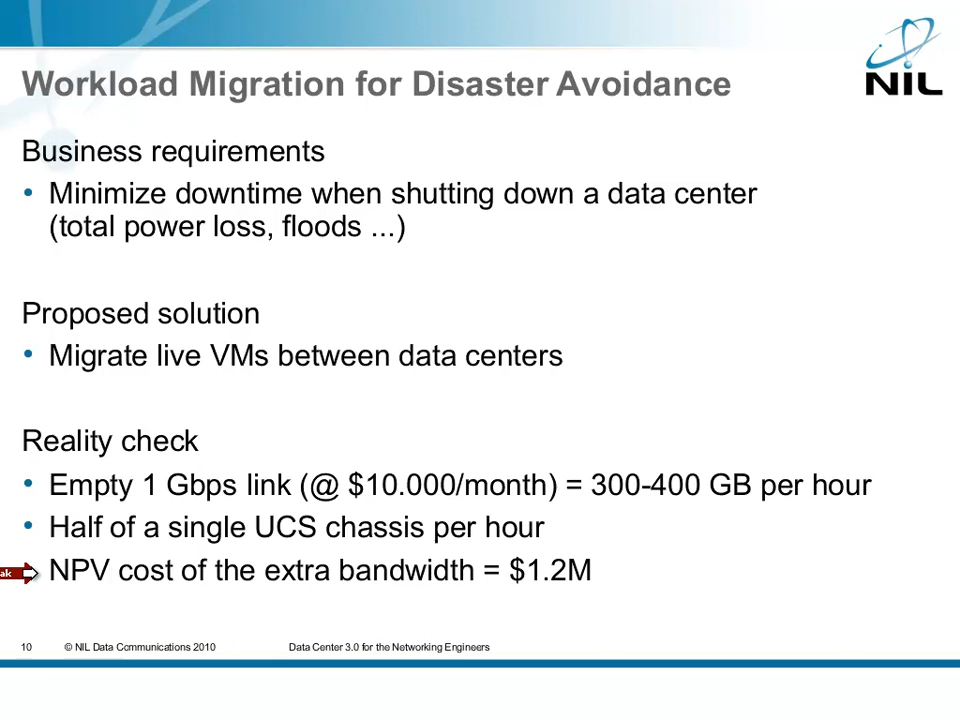 NIL
Workload Migration for Disaster Avoidance
Business requirements
• Minimize downtime when shutting down a data center
(total power loss, floods ...)
Proposed solution
• Migrate live VMs between data centers
Reality check
• Empty 1 Gbps link (@ $10.000/month) = 300-400 GB per hour
• Half of a single UCS chassis per hour
ak NPV cost of the extra bandwidth = $1.2M
10 © NIL Data Communications 2010 Data Center 3.0 for the Networking Engineers